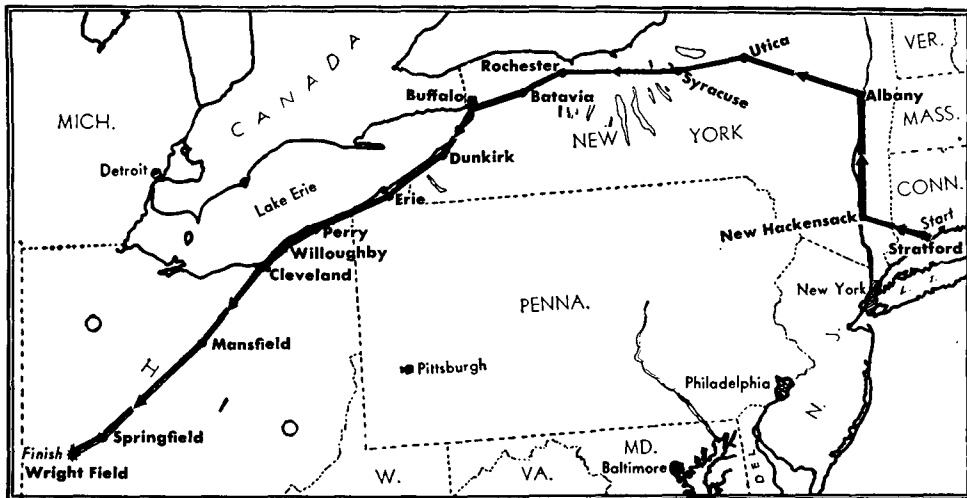 VER.
Utica
Rochester
CANADA
Syracuse
Buffalo
Batavia
Albany
MICH.
MASS.
NEW YORK
Dunkirk
Detroit
Lake Erie
CONN.
Erie
New Hackensack
Start
Stratford
Perry
Willoughby
Cleveland
L. I.
New York
PENNA.
N. J.
O H I O
Mansfield
Pittsburgh
Philadelphia
Springfield
Finish
Wright Field
MD.
DEL.
W. VA.
Baltimore